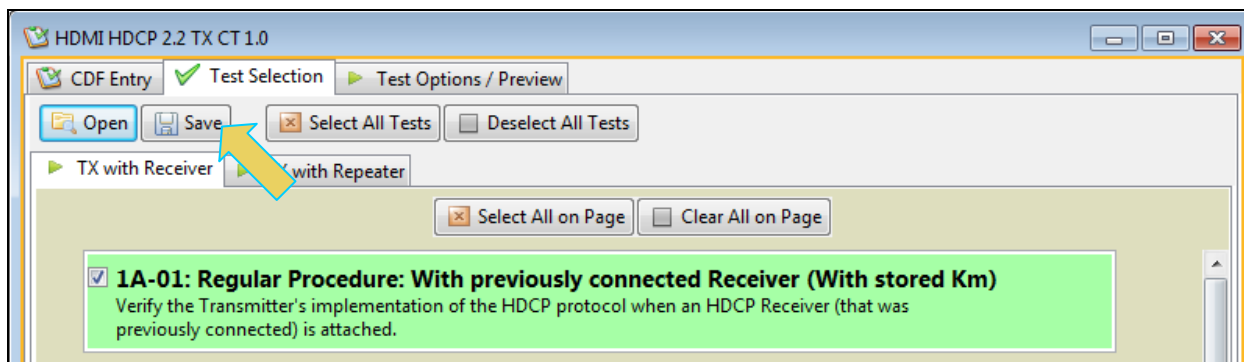 HDMI HDCP 2.2 TX CT 1.0
CDF Entry Test Selection Test Options / Preview
Open Save Select All Tests Deselect All Tests
TX with Receiver with Repeater
Select All on Page Clear All on Page
1A-01: Regular Procedure: With previously connected Receiver (With stored Km)
Verify the Transmitter's implementation of the HDCP protocol when an HDCP Receiver (that was
previously connected) is attached.